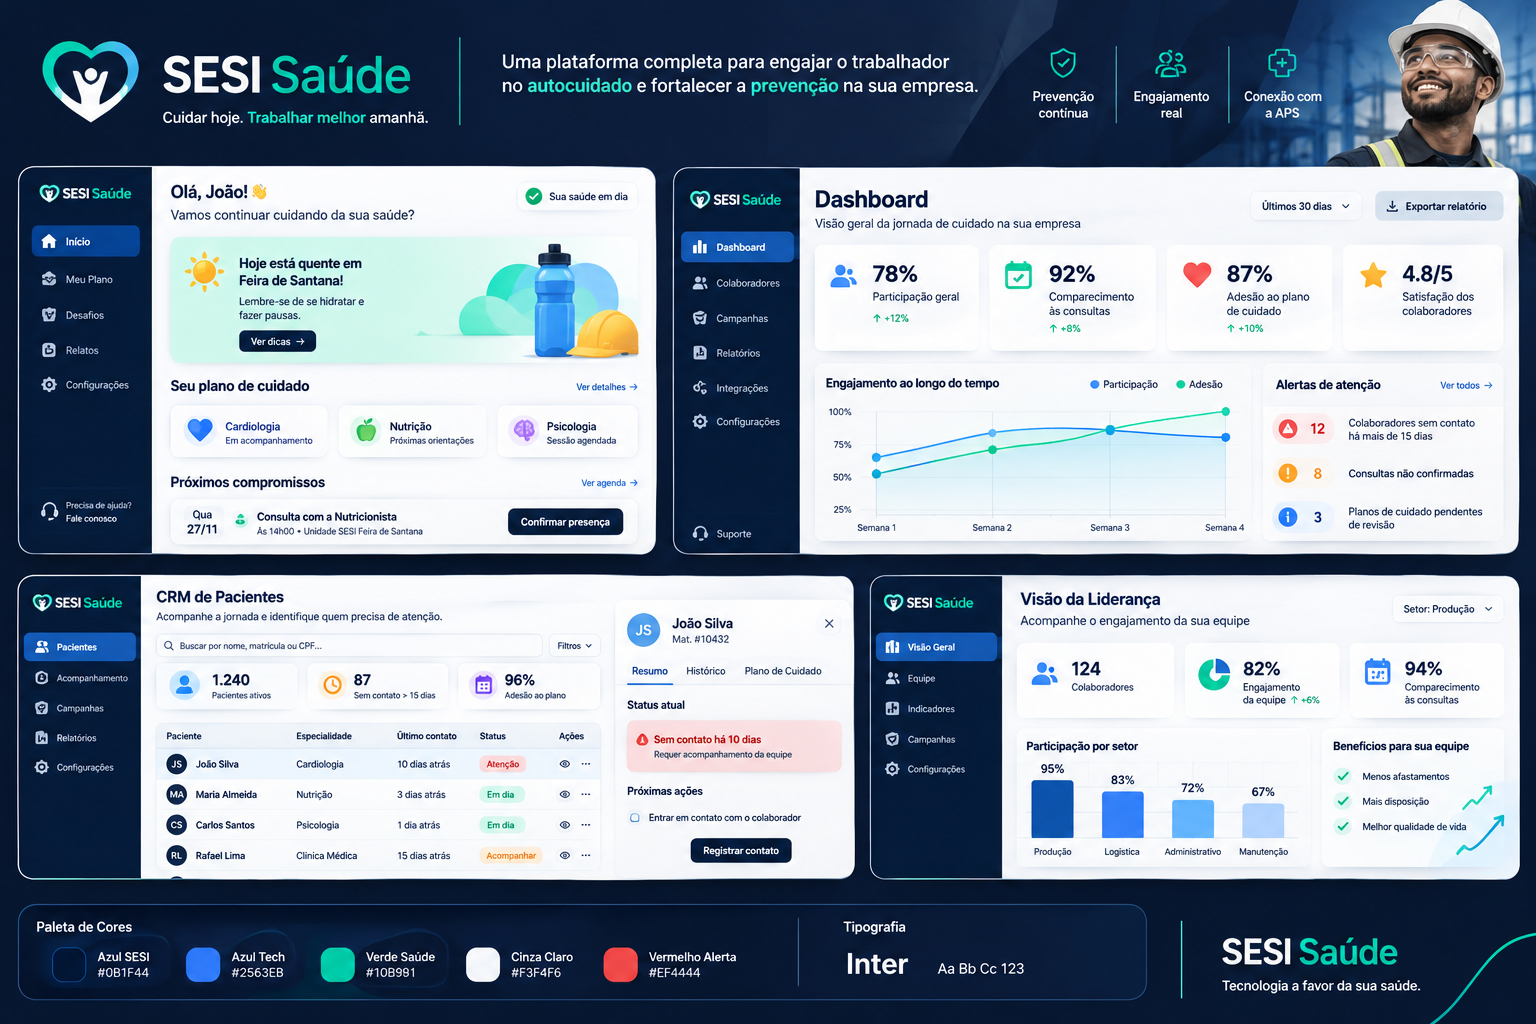 SESI Saúde
Cuidar hoje. Trabalhar melhor amanhã.
Uma plataforma completa para engajar o trabalhador
no autocuidado e fortalecer a prevenção na sua empresa.
Prevenção
contínua
Engajamento
real
Conexão com
a APS
SESI Saúde
Início
Meu Plano
Desafios
Relatos
Configurações
Precisa de ajuda?
Fale conosco
Olá, João!
Vamos continuar cuidando da sua saúde?
Sua saúde em dia
Hoje está quente em
Feira de Santana!
Lembre-se de se hidratar e
fazer pausas.
Ver dicas →
Seu plano de cuidado
Ver detalhes →
Cardiologia
Em acompanhamento
Nutrição
Próximas orientações
Psicologia
Sessão agendada
Próximos compromissos
Ver agenda →
Qua
27/11
Consulta com a Nutricionista
Às 14h00 • Unidade SESI Feira de Santana
Confirmar presença
SESI Saúde
Dashboard
Colaboradores
Campanhas
Relatórios
Integrações
Configurações
Suporte
Dashboard
Visão geral da jornada de cuidado na sua empresa
Últimos 30 dias
Exportar relatório
78%
Participação geral
↑ +12%
92%
Comparecimento
às consultas
↑ +8%
87%
Adesão ao plano
de cuidado
↑ +10%
4.8/5
Satisfação dos
colaboradores
Engajamento ao longo do tempo
Participação
Adesão
100%
75%
50%
25%
Semana 1
Semana 2
Semana 3
Semana 4
Alertas de atenção
Ver todos →
12
Colaboradores sem contato
há mais de 15 dias
8
Consultas não confirmadas
3
Planos de cuidado pendentes
de revisão
SESI Saúde
Pacientes
Acompanhamento
Campanhas
Relatórios
Configurações
CRM de Pacientes
Acompanhe a jornada e identifique quem precisa de atenção.
Buscar por nome, matrícula ou CPF...
Filtros
1.240
Pacientes ativos
87
Sem contato > 15 dias
96%
Adesão ao plano
Paciente Especialidade Último contato Status Ações
JS João Silva Cardiologia 10 dias atrás Atenção
MA Maria Almeida Nutrição 3 dias atrás Em dia
CS Carlos Santos Psicologia 1 dia atrás Em dia
RL Rafael Lima Clínica Médica 15 dias atrás Acompanhar
JS
João Silva
Mat. #10432
Resumo
Histórico
Plano de Cuidado
Status atual
Sem contato há 10 dias
Requer acompanhamento da equipe
Próximas ações
Entrar em contato com o colaborador
Registrar contato
SESI Saúde
Visão Geral
Equipe
Indicadores
Campanhas
Configurações
Visão da Liderança
Acompanhe o engajamento da sua equipe
Setor: Produção
124
Colaboradores
82%
Engajamento
da equipe ↑ +6%
94%
Comparecimento
às consultas
Participação por setor
95%
83%
72%
67%
Produção
Logística
Administrativo
Manutenção
Benefícios para sua equipe
Menos afastamentos
Mais disposição
Melhor qualidade de vida
Paleta de Cores
Azul SESI
#0B1F44
Azul Tech
#2563EB
Verde Saúde
#10B991
Cinza Claro
#F3F4F6
Vermelho Alerta
#EF4444
Tipografia
Inter
Aa Bb Cc 123
SESI Saúde
Tecnologia a favor da sua saúde.